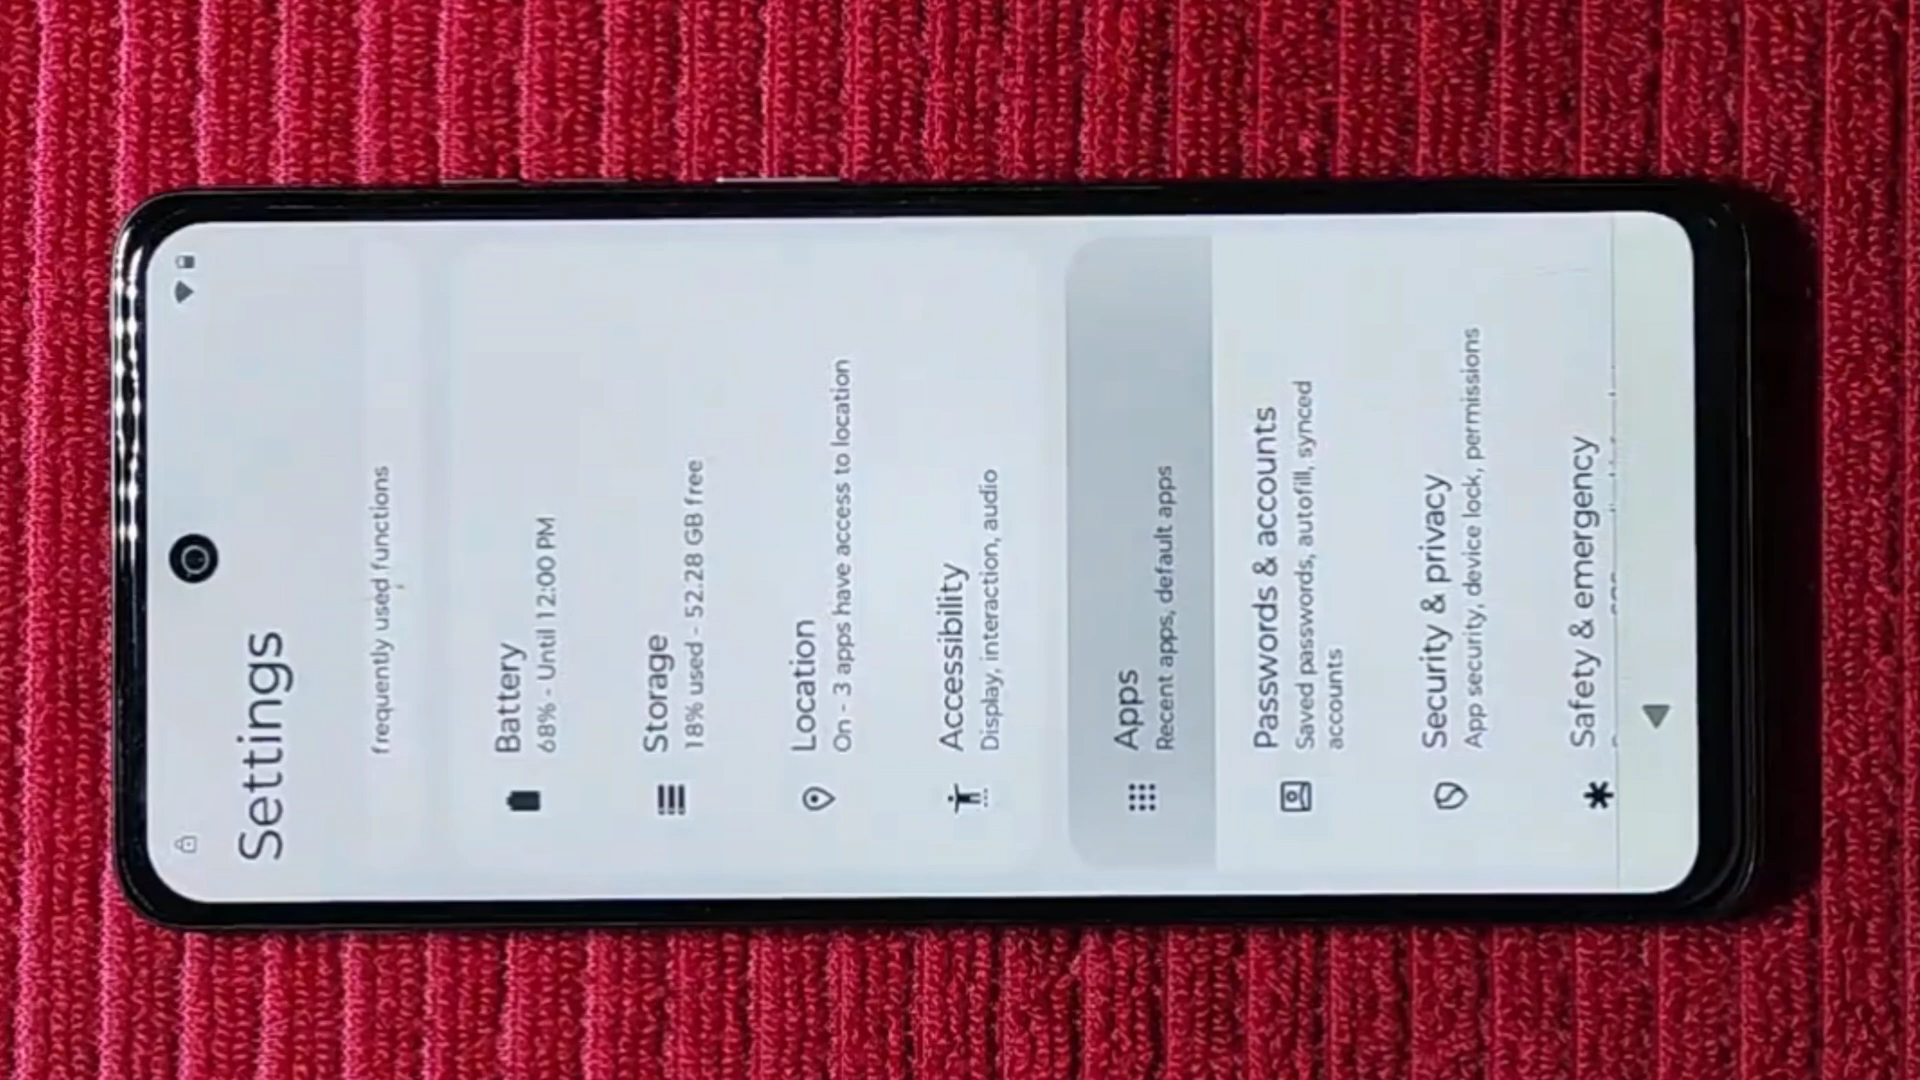 Settings
frequently used functions
Battery
68% - Until 12:00 PM
Storage
18% used - 52.28 GB free
Location
On - 3 apps have access to location
Accessibility
Display, interaction, audio
Apps
Recent apps, default apps
Passwords & accounts
Saved passwords, autofill, synced
accounts
Security & privacy
App security, device lock, permissions
Safety & emergency